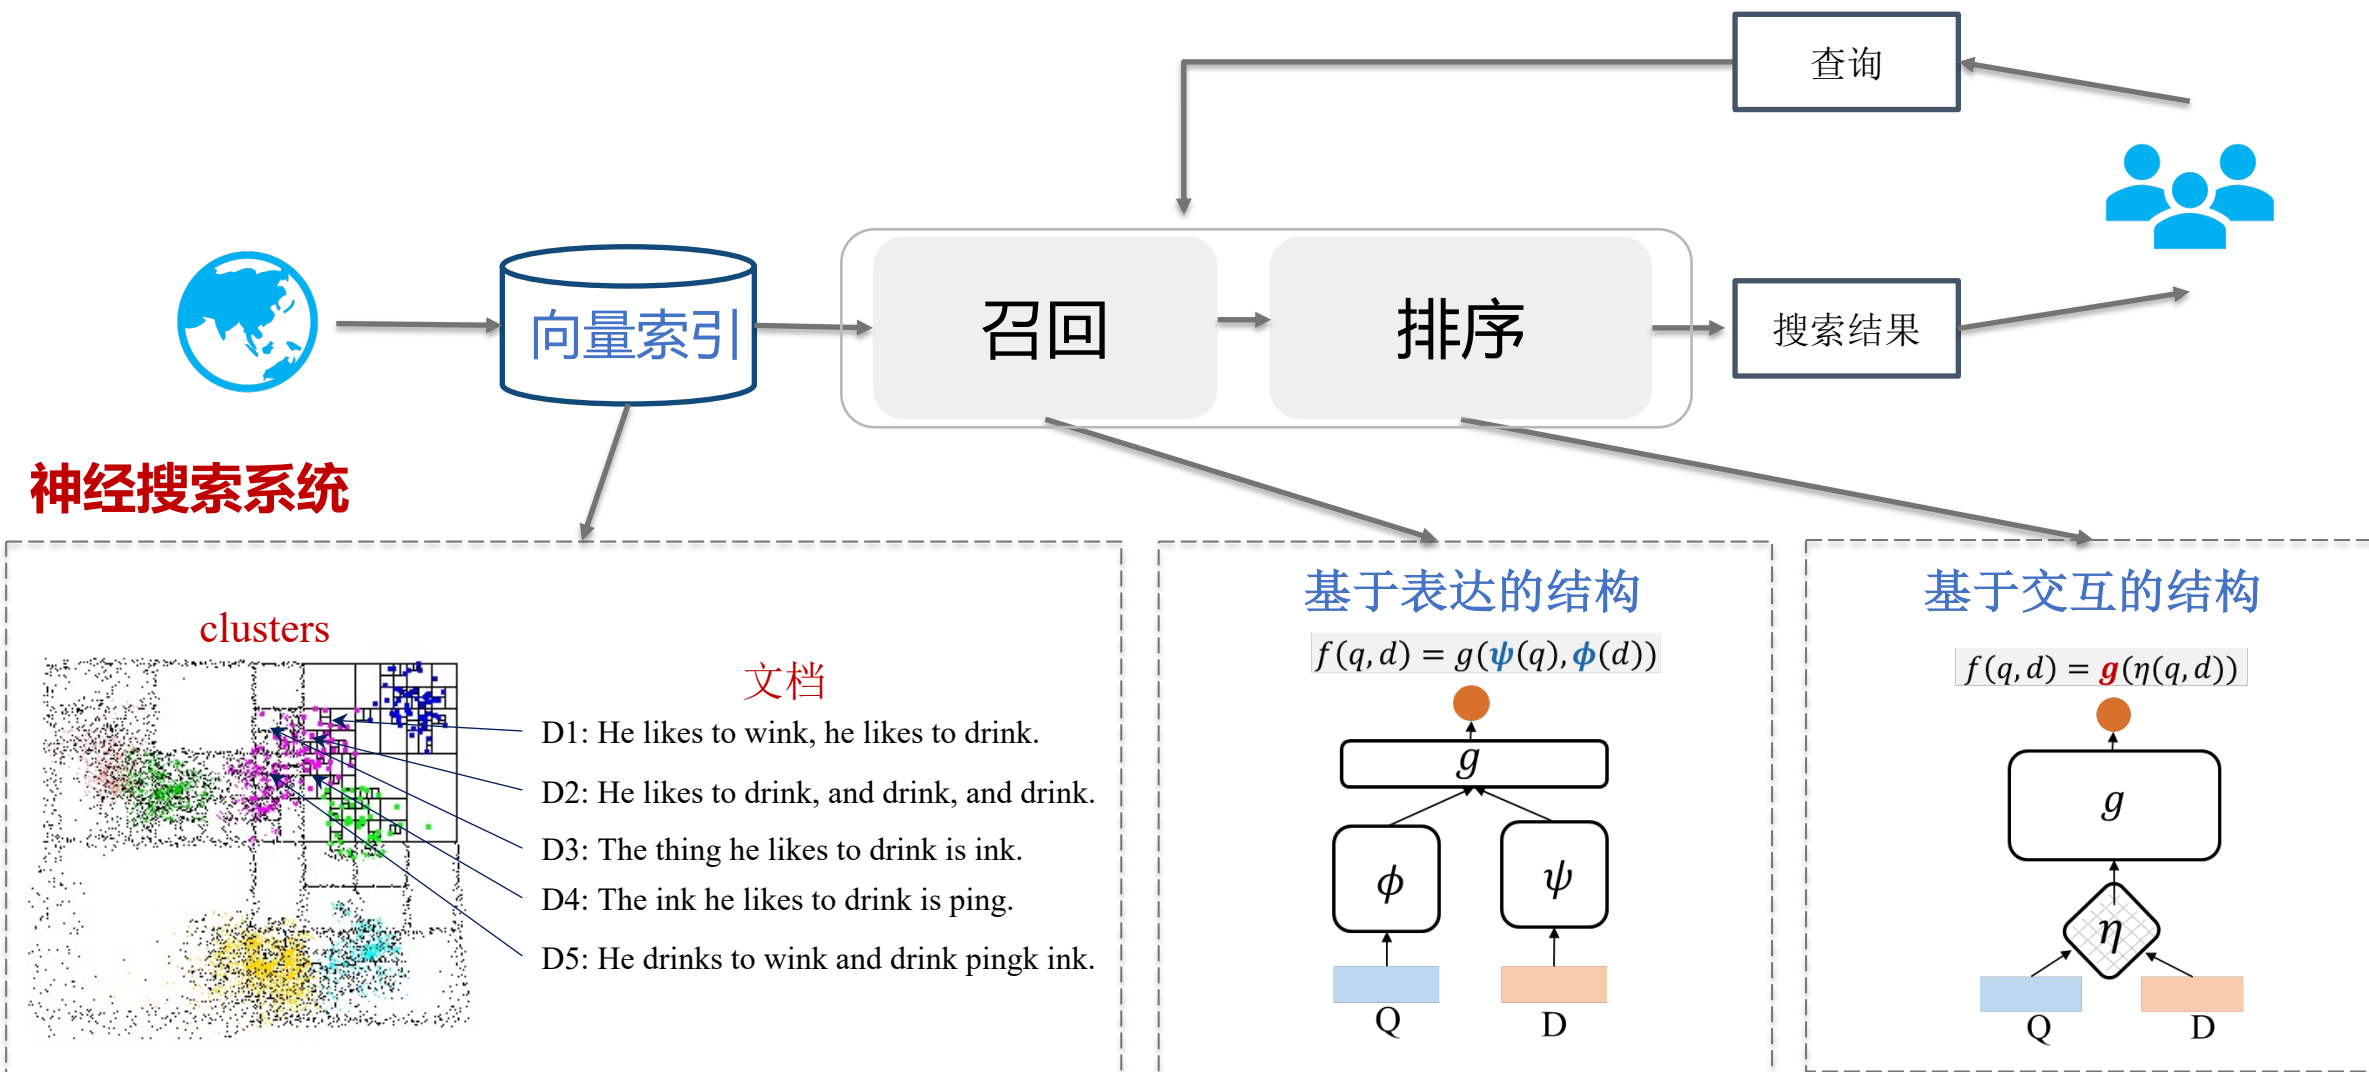 查询
向量索引
召回
排序
搜索结果
神经搜索系统
clusters
文档
D1: He likes to wink, he likes to drink.
D2: He likes to drink, and drink, and drink.
D3: The thing he likes to drink is ink.
D4: The ink he likes to drink is ping.
D5: He drinks to wink and drink pingk ink.
基于表达的结构
f(q,d) = g(ψ(q),ϕ(d))
g
ϕ
ψ
Q
D
基于交互的结构
f(q,d) = g(η(q,d))
g
η
Q
D